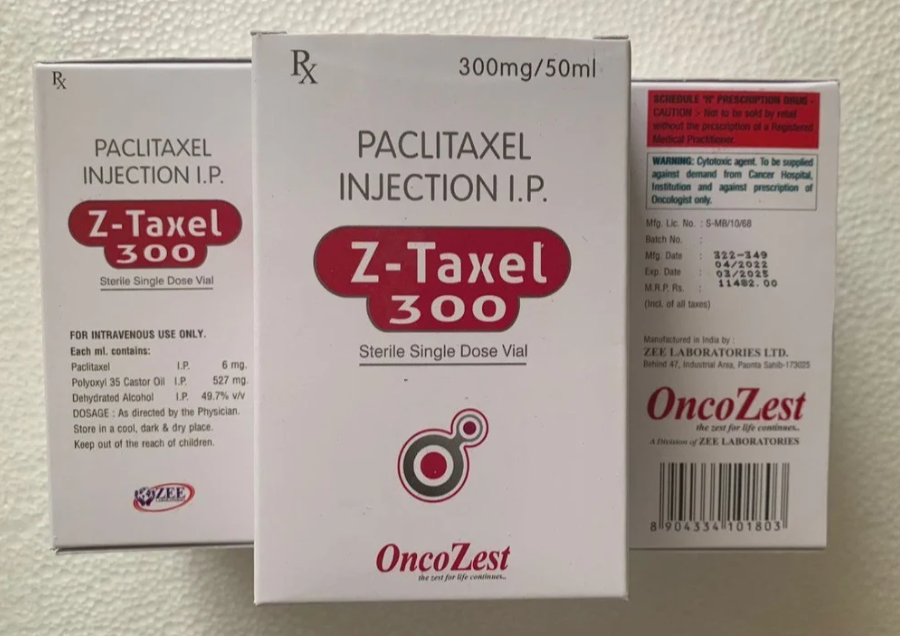 Rx
PACLITAXEL
INJECTION I.P.
Z-Taxel
300
Sterile Single Dose Vial
FOR INTRAVENOUS USE ONLY.
Each ml. contains:
Paclitaxel I.P. 6 mg.
Polyoxyl 35 Castor Oil I.P. 527 mg.
Dehydrated Alcohol I.P. 49.7% v/v
DOSAGE : As directed by the Physician.
Store in a cool, dark & dry place.
Keep out of the reach of children.
ZEE
Rx
300mg/50ml
PACLITAXEL
INJECTION I.P.
Z-Taxel
300
Sterile Single Dose Vial
OncoZest
the zest for life continues..
SCHEDULE 'H' PRESCRIPTION DRUG -
CAUTION :- Not to be sold by retail
without the prescription of a Registered
Medical Practitioner.
WARNING: Cytotoxic agent. To be supplied
against demand from Cancer Hospital,
Institution and against prescription of
Oncologist only.
Mfg. Lic. No. : S-MB/10/68
Batch No. :
Mfg. Date : 322-349
Exp. Date : 04/2022
M.R.P. Rs. : 03/2025
(Incl. of all taxes) 11482.00
Manufactured in India by :
ZEE LABORATORIES LTD.
Behind 47, Industrial Area, Paonta Sahib-173025
OncoZest
the zest for life continues..
A Division of ZEE LABORATORIES
8 904334 101803